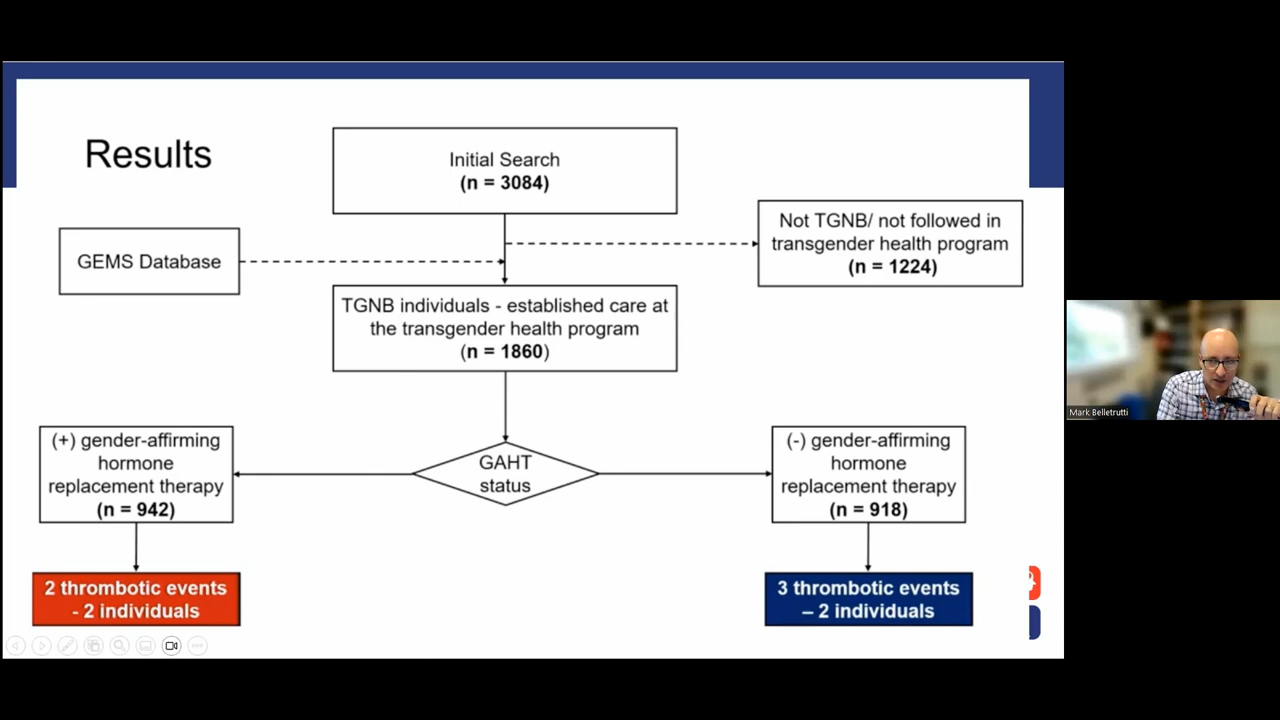 Results
Initial Search
(n = 3084)
GEMS Database
Not TGNB/ not followed in
transgender health program
(n = 1224)
TGNB individuals - established care at
the transgender health program
(n = 1860)
GAHT
status
(+) gender-affirming
hormone
replacement therapy
(n = 942)
(-) gender-affirming
hormone
replacement therapy
(n = 918)
2 thrombotic events
- 2 individuals
3 thrombotic events
– 2 individuals
Mark Belletrutti